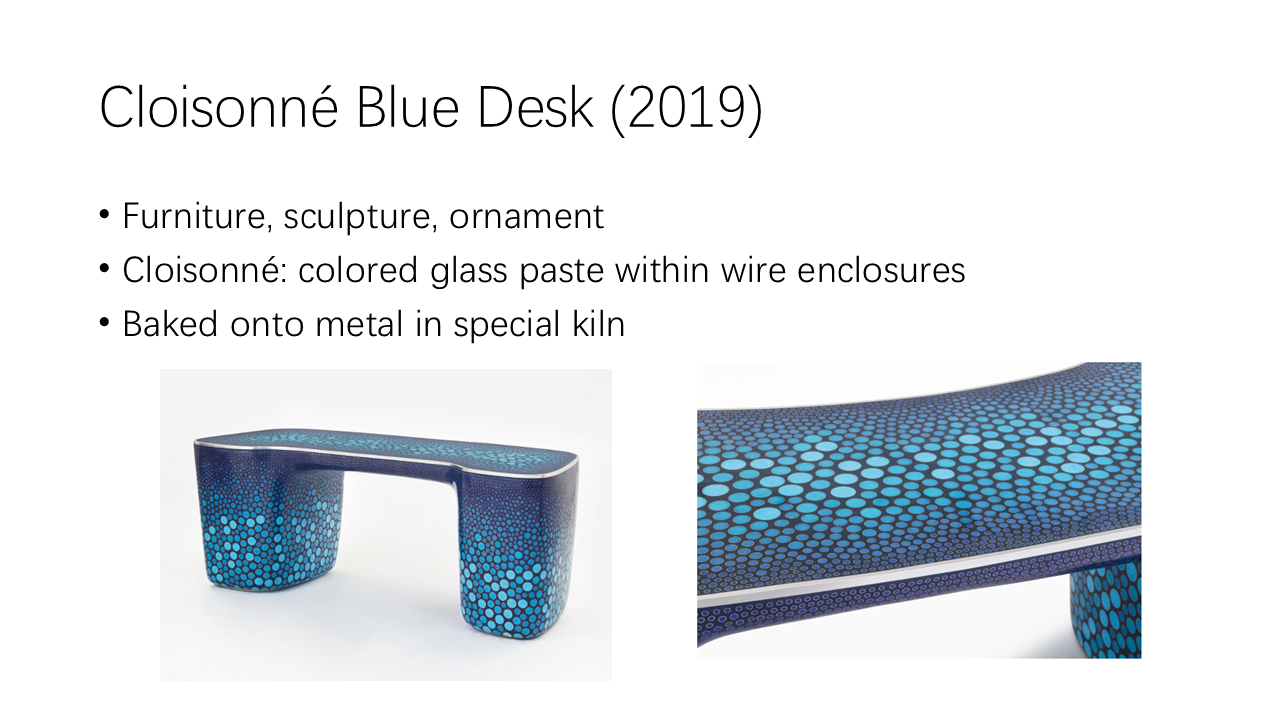 Cloisonné Blue Desk (2019)
• Furniture, sculpture, ornament
• Cloisonné: colored glass paste within wire enclosures
• Baked onto metal in special kiln